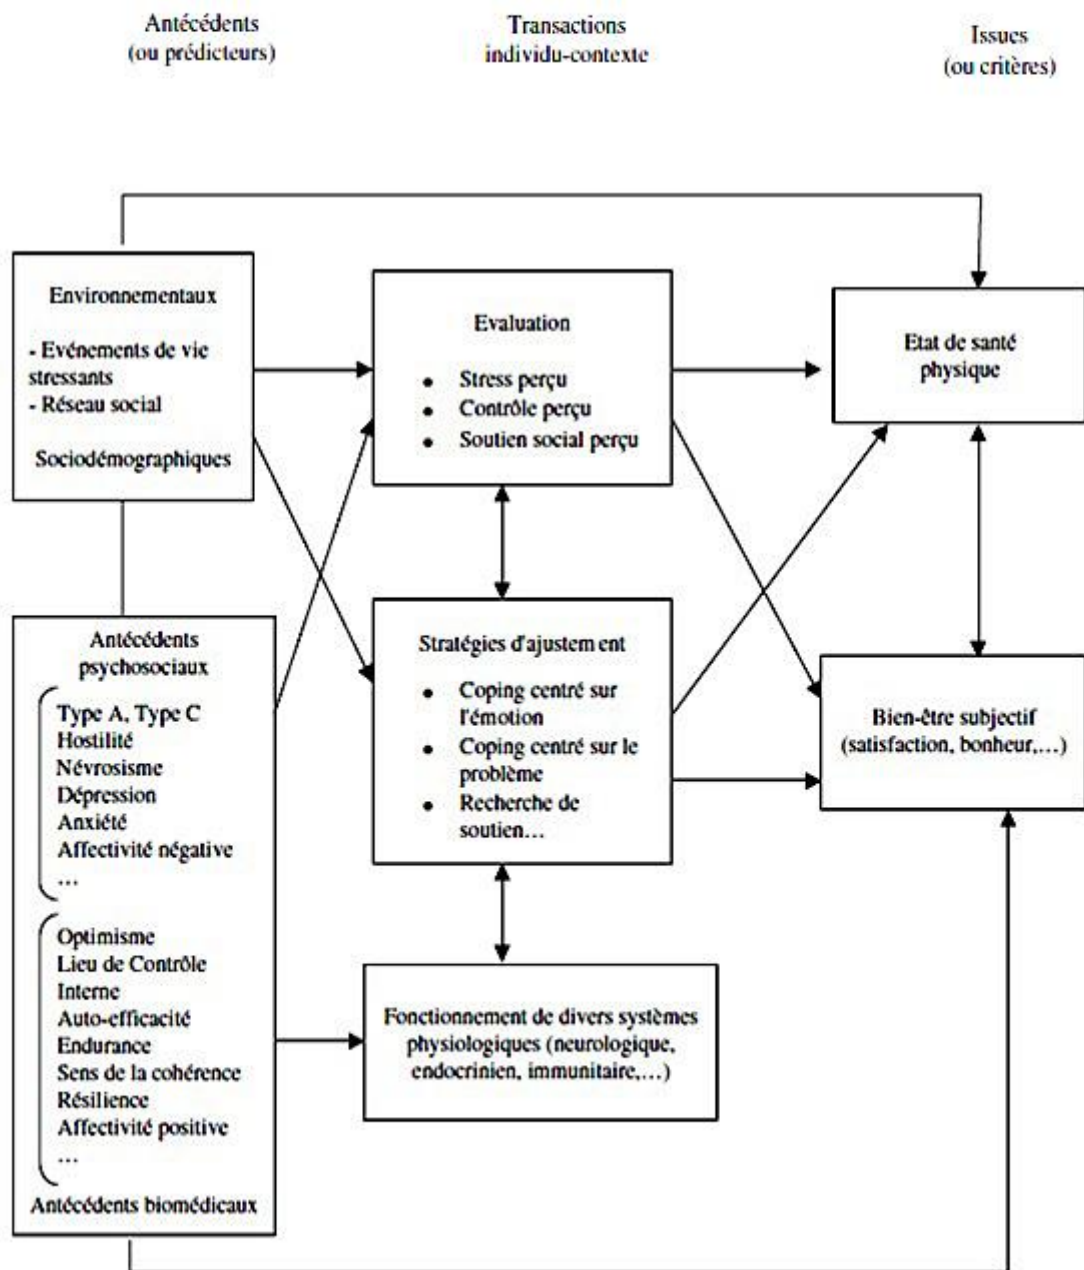 Antécédents
(ou prédicteurs)
Transactions
individu-contexte
Issues
(ou critères)
Environnementaux
- Evénements de vie
stressants
- Réseau social
Sociodémographiques
Antécédents
psychosociaux
Type A, Type C
Hostilité
Névrosisme
Dépression
Anxiété
Affectivité négative
…
Optimisme
Lieu de Contrôle
Interne
Auto-efficacité
Endurance
Sens de la cohérence
Résilience
Affectivité positive
…
Antécédents biomédicaux
Evaluation
● Stress perçu
● Contrôle perçu
● Soutien social perçu
Stratégies d'ajustement
● Coping centré sur
l'émotion
● Coping centré sur le
problème
● Recherche de
soutien…
Fonctionnement de divers systèmes
physiologiques (neurologique,
endocrinien, immunitaire,…)
Etat de santé
physique
Bien-être subjectif
(satisfaction, bonheur,…)